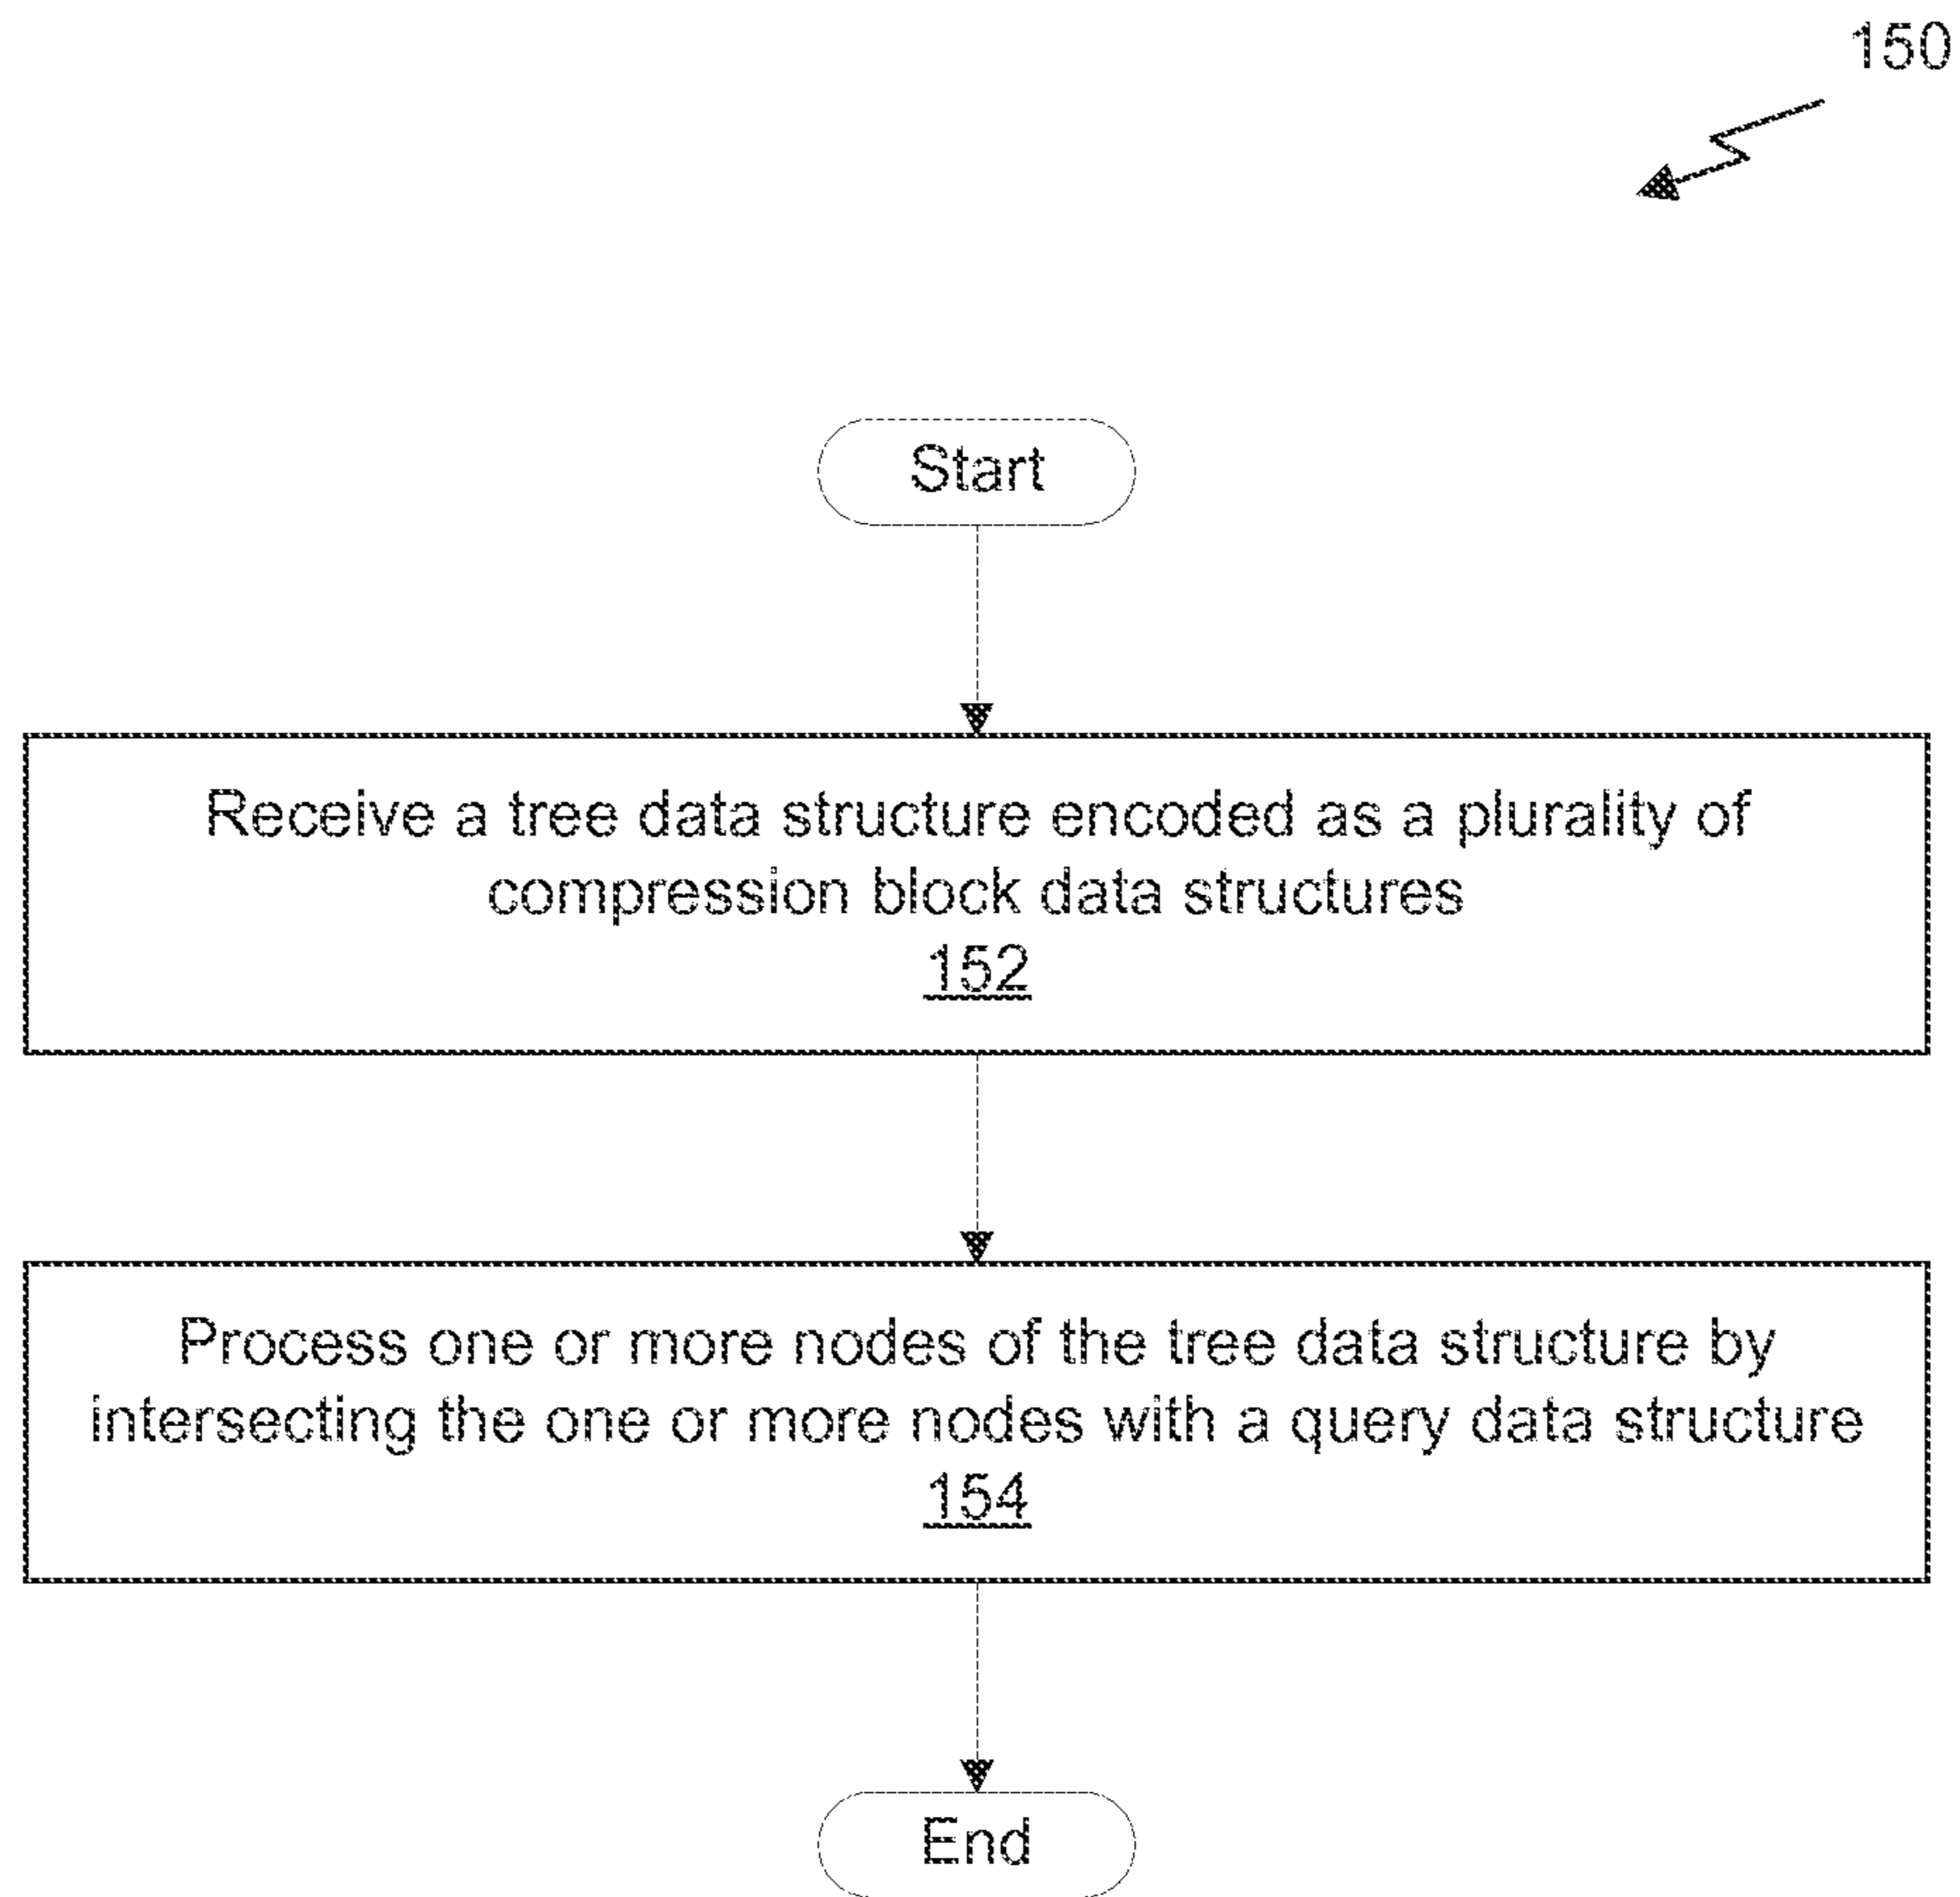 150
Start
Receive a tree data structure encoded as a plurality of
compression block data structures
152
Process one or more nodes of the tree data structure by
intersecting the one or more nodes with a query data structure
154
End